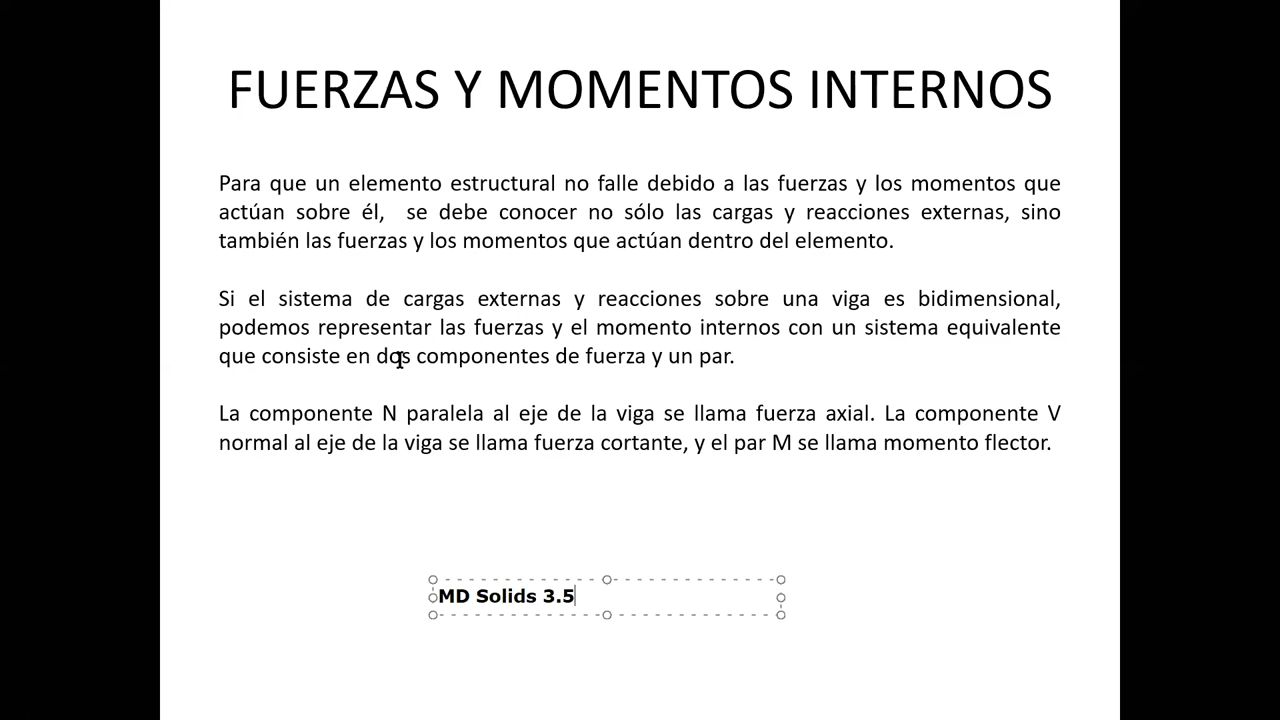 FUERZAS Y MOMENTOS INTERNOS
Para que un elemento estructural no falle debido a las fuerzas y los momentos que
actúan sobre él, se debe conocer no sólo las cargas y reacciones externas, sino
también las fuerzas y los momentos que actúan dentro del elemento.
Si el sistema de cargas externas y reacciones sobre una viga es bidimensional,
podemos representar las fuerzas y el momento internos con un sistema equivalente
que consiste en dos componentes de fuerza y un par.
La componente N paralela al eje de la viga se llama fuerza axial. La componente V
normal al eje de la viga se llama fuerza cortante, y el par M se llama momento flector.
MD Solids 3.5